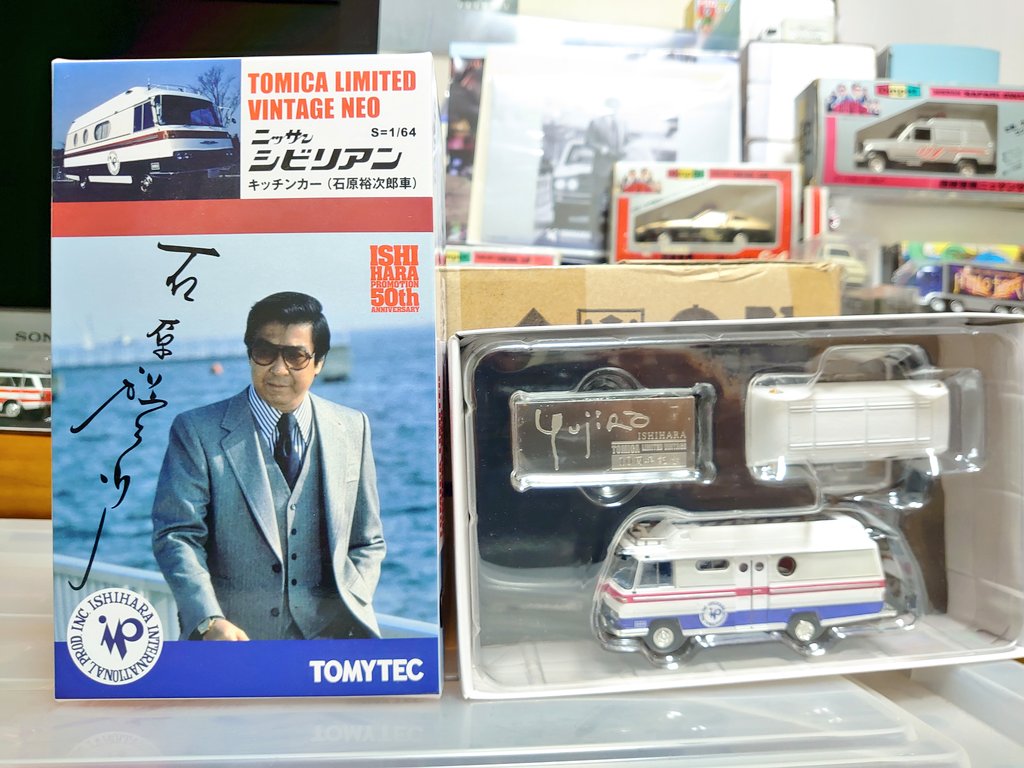 TOMICA LIMITED
VINTAGE NEO
ニッサン S=1/64
シビリアン
キッチンカー（石原裕次郎車）
石原裕次郎
ISHI
HARA
PROMOTION
50th
ANNIVERSARY
ISHIHARA INTERNATIONAL PROD INC
TOMYTEC
SON
Yujiro
ISHIHARA
TOMICA LIMITED VINTAGE